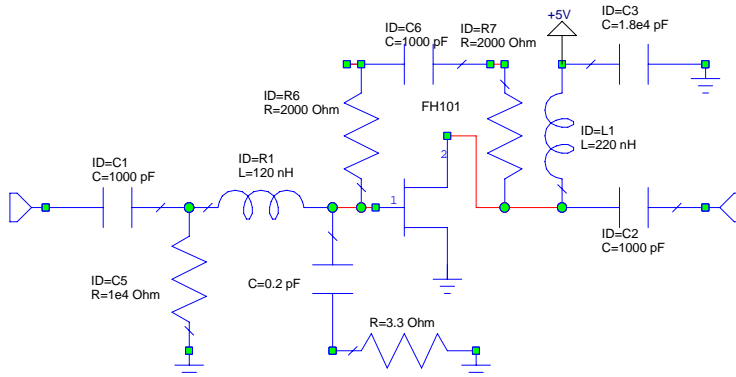 +5V
ID=C6
C=1000 pF
ID=R7
R=2000 Ohm
ID=C3
C=1.8e4 pF
ID=R6
R=2000 Ohm
FH101
ID=L1
L=220 nH
ID=C1
C=1000 pF
ID=R1
L=120 nH
2
1
ID=C2
C=1000 pF
ID=C5
R=1e4 Ohm
C=0.2 pF
R=3.3 Ohm